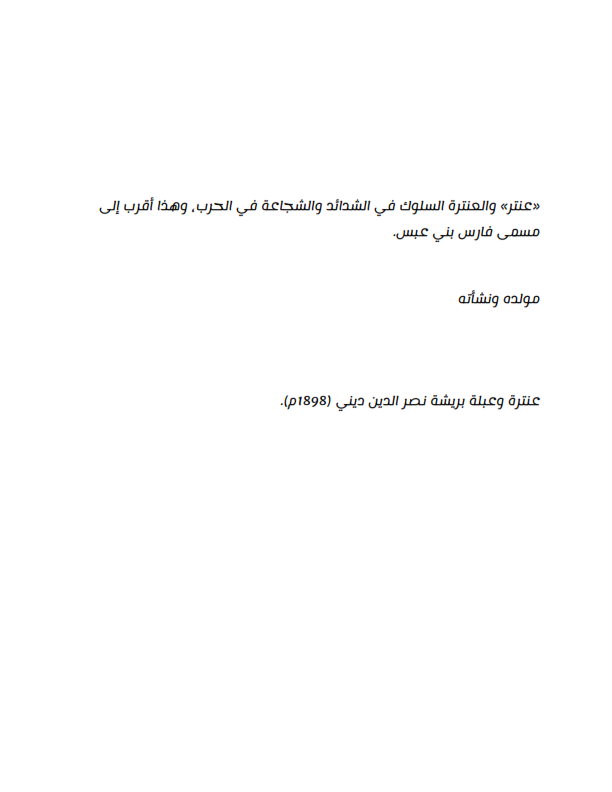 «عنتر» والعنترة السلوك في الشدائد والشجاعة في الحرب، وهذا أقرب إلى
مسمى فارس بني عبس.
مولده ونشأته
عنترة وعبلة بريشة نصر الدين ديني (1898م).